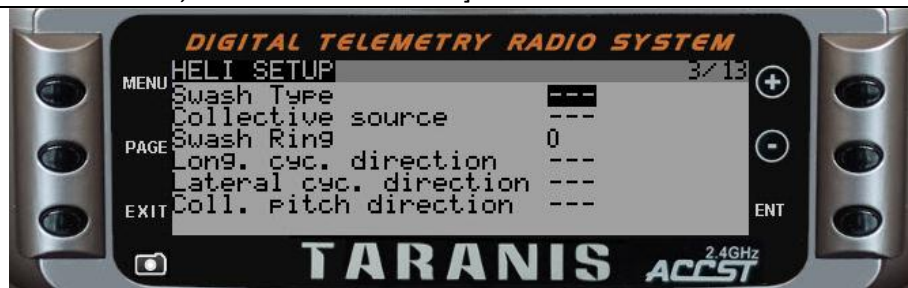 DIGITAL TELEMETRY RADIO SYSTEM
MENU HELI SETUP 3/13
Swash Type ---
Collective source ---
PAGE Swash Ring 0
Long. cyc. direction ---
Lateral cyc. direction ---
EXIT Coll. pitch direction --- ENT
TARANIS ACCST 2.4GHz